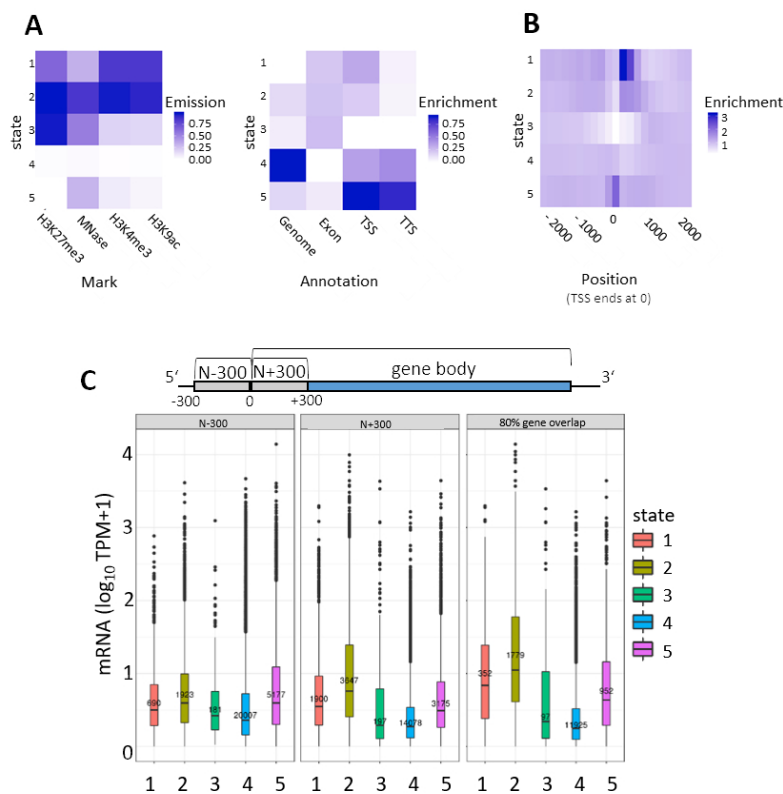 A
B
1
2
3
4
5
state
H3K27me3
MNase
H3K4me3
H3K9ac
Mark
Emission
0.75
0.50
0.25
0.00
1
2
3
4
5
state
Genome
Exon
TSS
TTS
Annotation
Enrichment
0.75
0.50
0.25
0.00
1
2
3
4
5
state
- 2000
- 1000
0
1000
2000
Position
(TSS ends at 0)
Enrichment
3
2
1
C
5‘
N-300
N+300
gene body
3‘
-300
0
+300
N-300
N+300
80% gene overlap
mRNA (log10 TPM+1)
4
3
2
1
0
690
1923
181
20007
5177
1900
3647
197
14078
3175
352
1779
97
11925
952
1 2 3 4 5
1 2 3 4 5
1 2 3 4 5
state
1
2
3
4
5